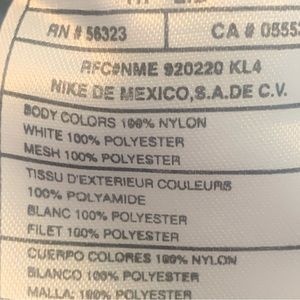 RN # 56323 CA # 0555
RFC#NME 920220 KL4
NIKE DE MEXICO,S.A.DE C.V.
BODY COLORS 100% NYLON
WHITE 100% POLYESTER
MESH 100% POLYESTER
TISSU D'EXTERIEUR COULEURS
100% POLYAMIDE
BLANC 100% POLYESTER
FILET 100% POLYESTER
CUERPO COLORES 100% NYLON
BLANCO 100% POLYESTER
MALLA: 100% POLYESTER